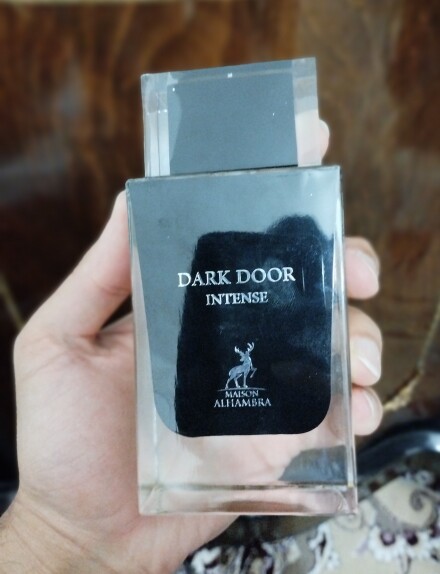 DARK DOOR
INTENSE
MAISON
ALHAMBRA